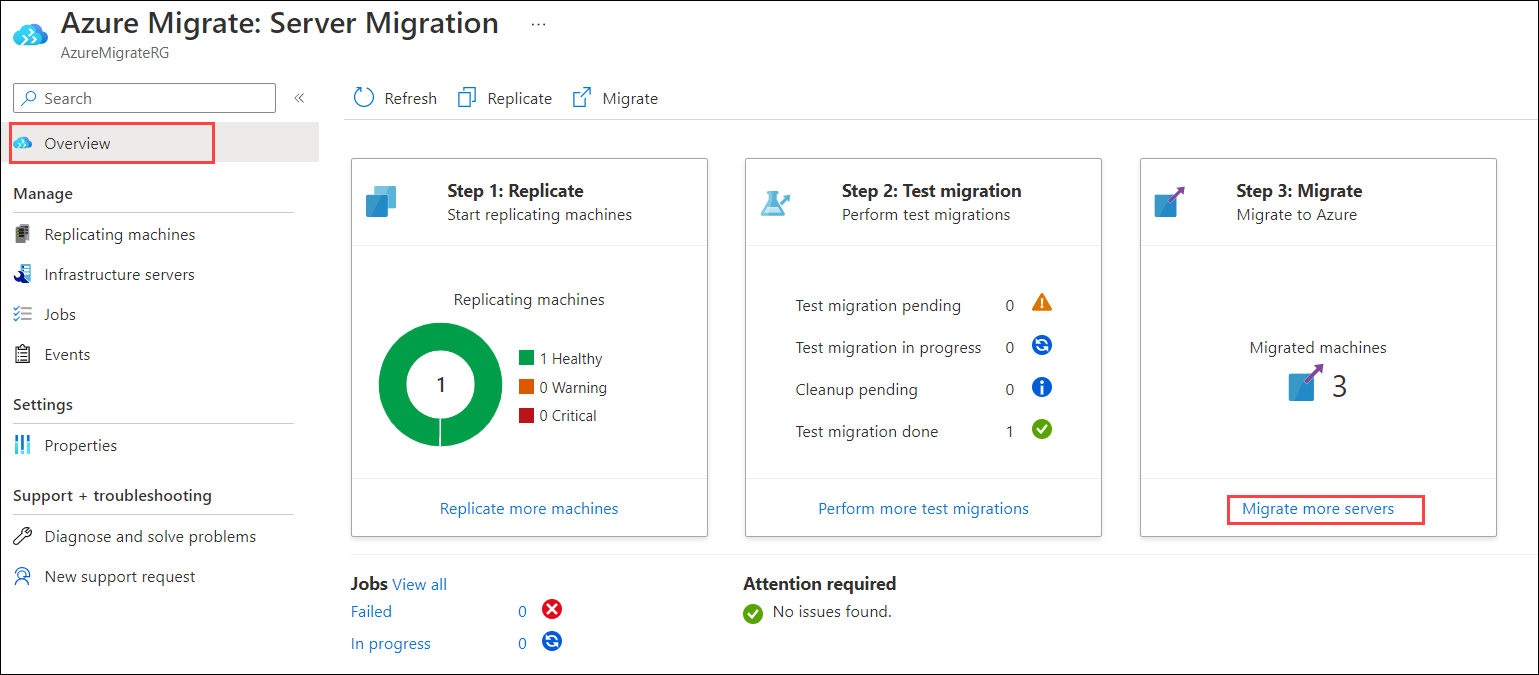 Azure Migrate: Server Migration ...
AzureMigrateRG
Search «
Overview
Manage
Replicating machines
Infrastructure servers
Jobs
Events
Settings
Properties
Support + troubleshooting
Diagnose and solve problems
New support request
Refresh Replicate Migrate
Step 1: Replicate
Start replicating machines
Replicating machines
1
1 Healthy
0 Warning
0 Critical
Replicate more machines
Step 2: Test migration
Perform test migrations
Test migration pending 0
Test migration in progress 0
Cleanup pending 0
Test migration done 1
Perform more test migrations
Step 3: Migrate
Migrate to Azure
Migrated machines
3
Migrate more servers
Jobs View all
Failed 0
In progress 0
Attention required
No issues found.